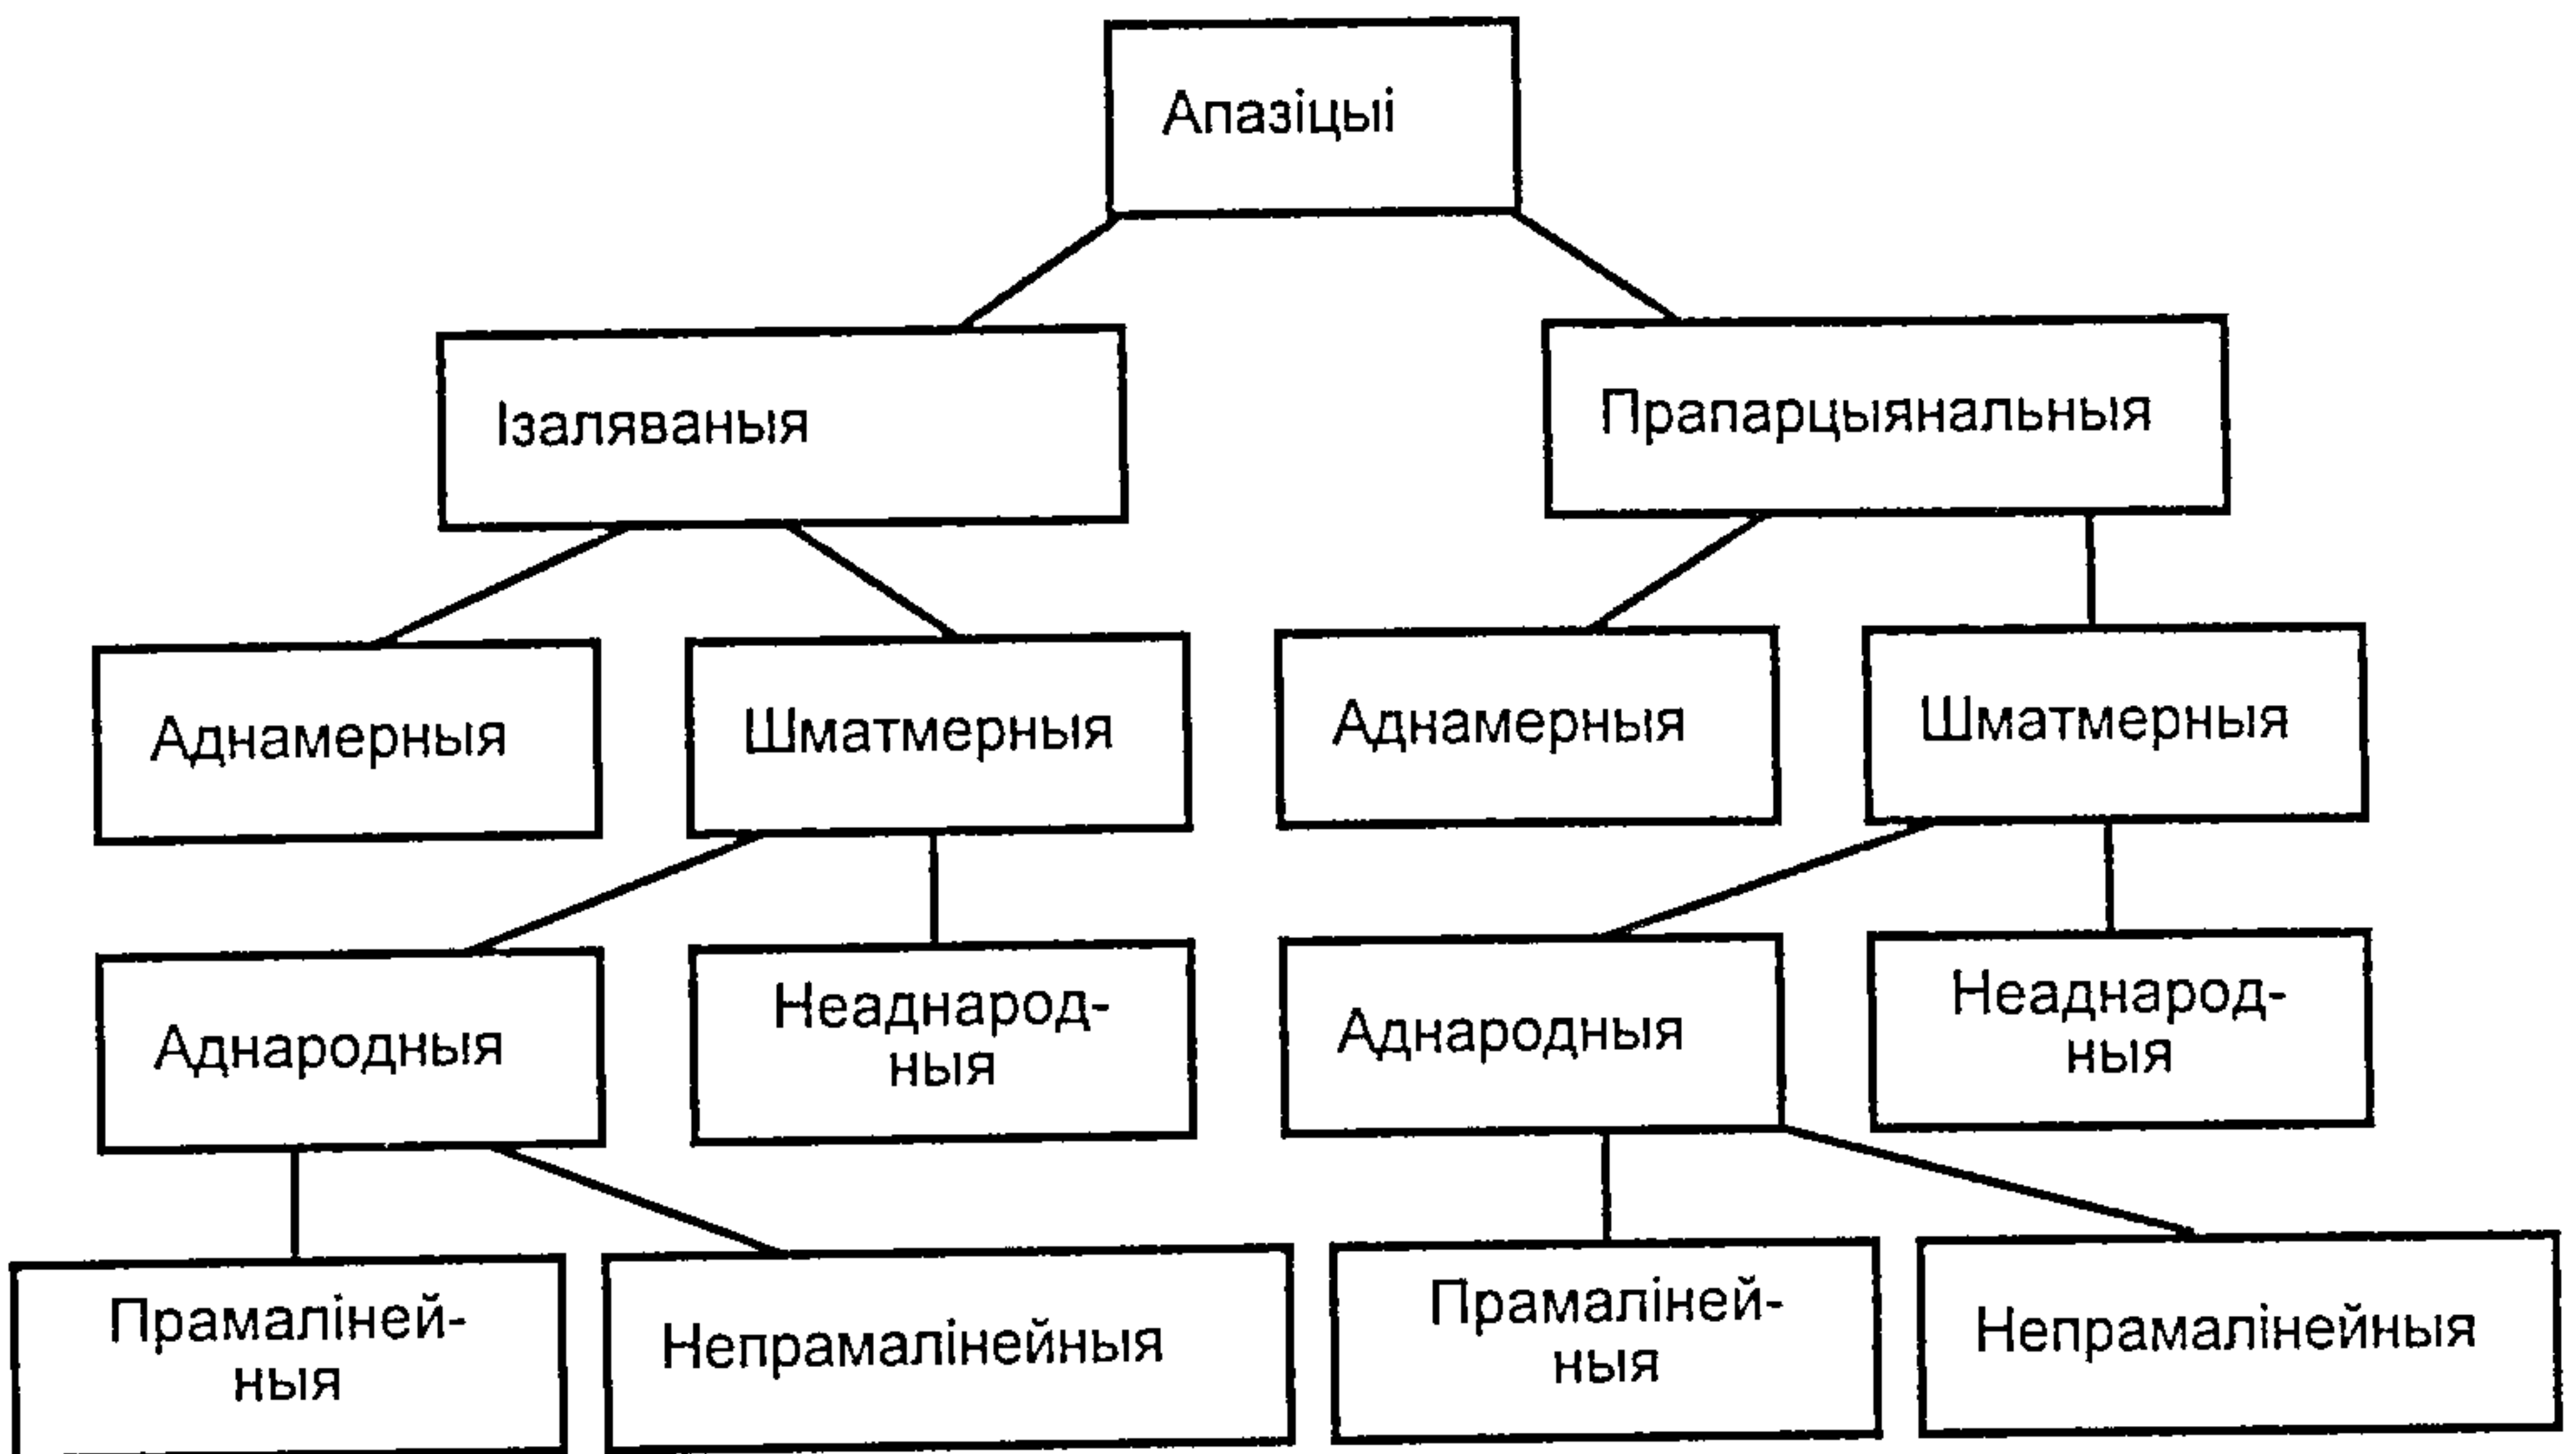 Апазіцыі
Ізаляваныя
Прапарцыянальныя
Аднамерныя
Шматмерныя
Аднамерныя
Шматмерныя
Аднародныя
Неаднарод-
ныя
Аднародныя
Неаднарод-
ныя
Прамаліней-
ныя
Непрамалінейныя
Прамаліней-
ныя
Непрамалінейныя